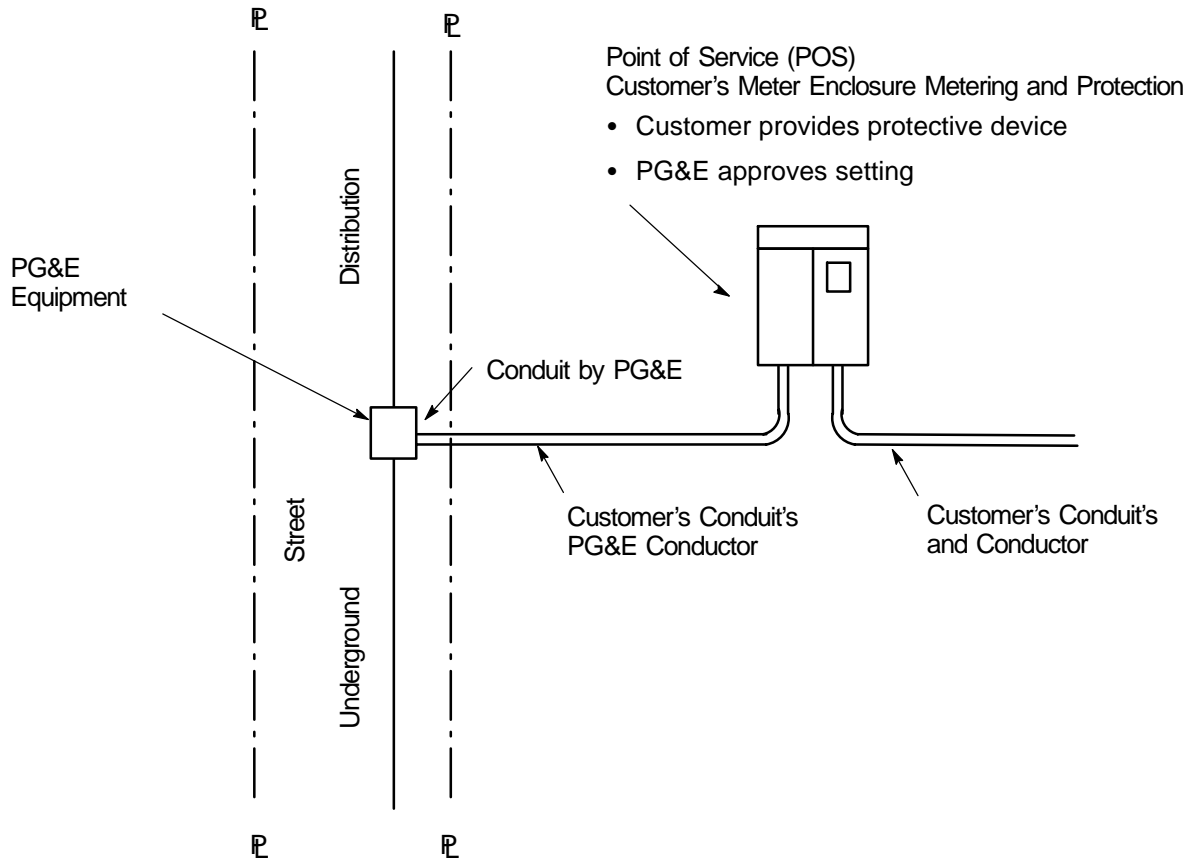 ℄
℄
Point of Service (POS)
Customer's Meter Enclosure Metering and Protection
• Customer provides protective device
• PG&E approves setting
Distribution
PG&E
Equipment
Conduit by PG&E
Customer's Conduit's
PG&E Conductor
Customer's Conduit's
and Conductor
Street
Underground
℄
℄